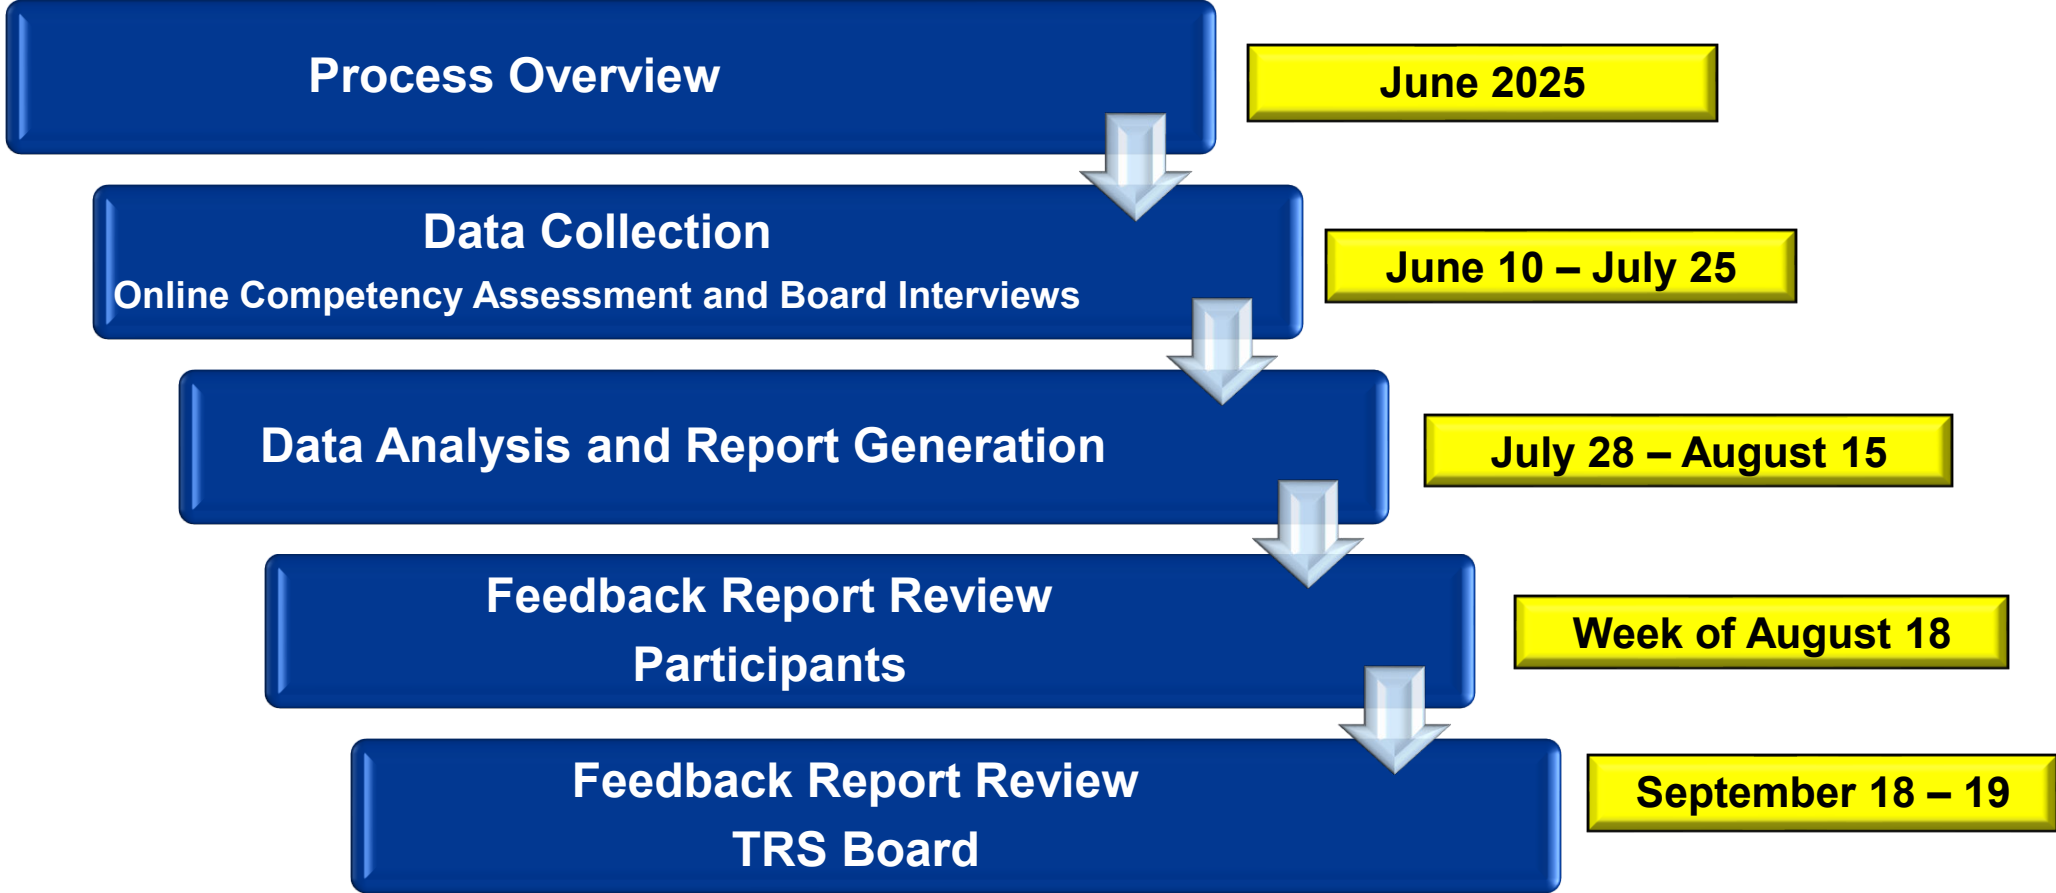 Process Overview
June 2025
Data Collection
Online Competency Assessment and Board Interviews
June 10 – July 25
Data Analysis and Report Generation
July 28 – August 15
Feedback Report Review
Participants
Week of August 18
Feedback Report Review
TRS Board
September 18 – 19